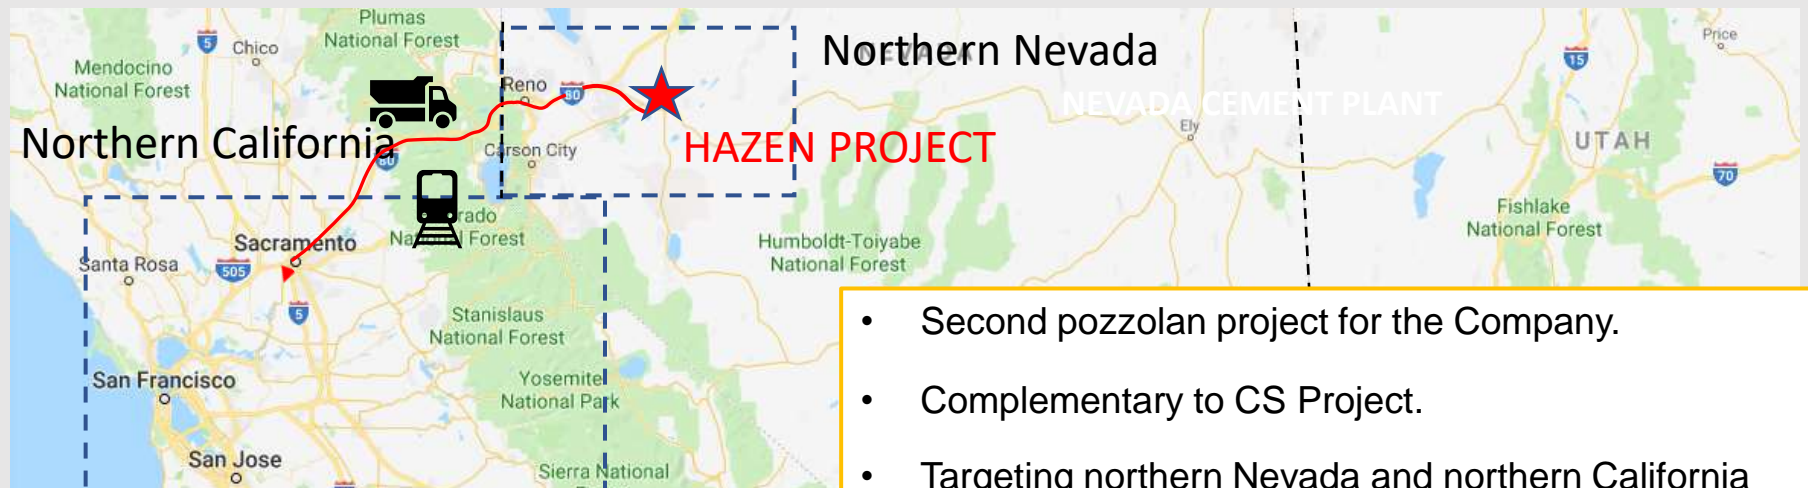 Plumas
National Forest
5
Chico
Mendocino
National Forest
Northern California
80
Reno
80
Carson City
Northern Nevada
NEVADA
NEVADA CEMENT PLANT
HAZEN PROJECT
Ely
15
Price
UTAH
70
Fishlake
National Forest
rado
National Forest
Sacramento
Santa Rosa
505
5
Humboldt-Toiyabe
National Forest
Stanislaus
National Forest
San Francisco
Yosemite
National Park
San Jose
Sierra National
• Second pozzolan project for the Company.
• Complementary to CS Project.
• Targeting northern Nevada and northern California